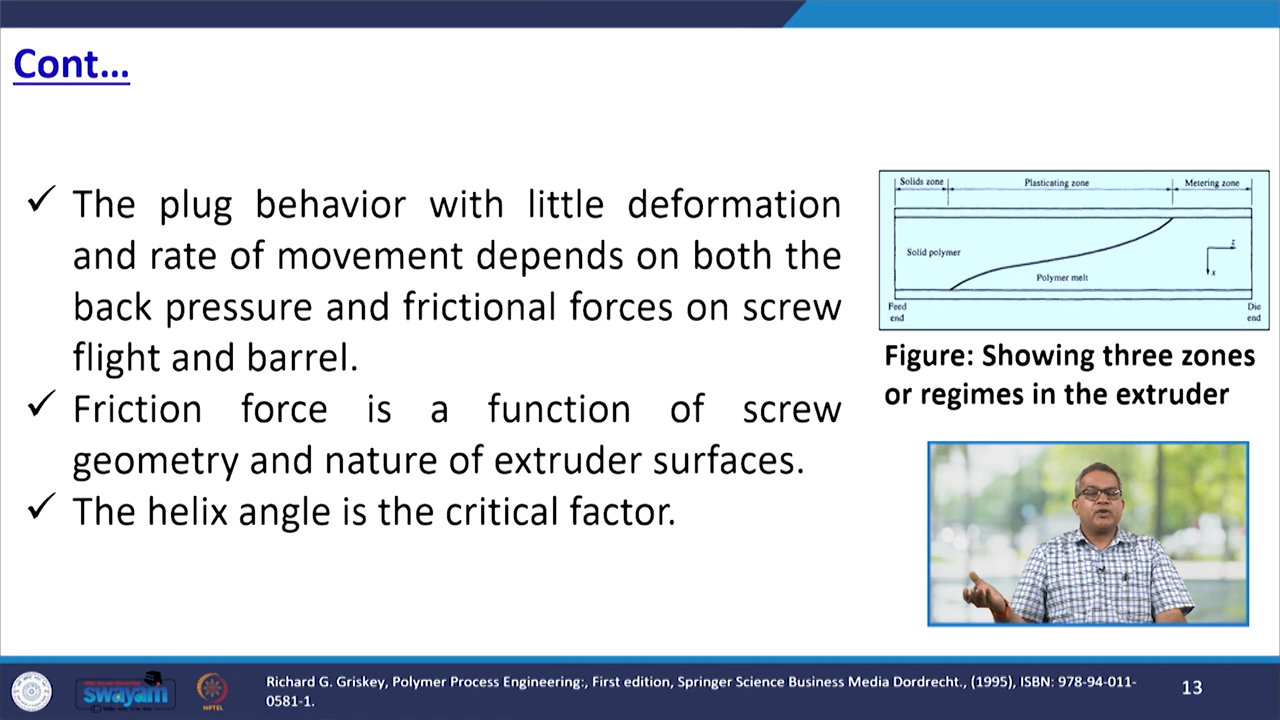 Cont...
✓ The plug behavior with little deformation
and rate of movement depends on both the
back pressure and frictional forces on screw
flight and barrel.
✓ Friction force is a function of screw
geometry and nature of extruder surfaces.
✓ The helix angle is the critical factor.
Solids zone
Plasticating zone
Metering zone
Solid polymer
Polymer melt
z
x
Feed
end
Die
end
Figure: Showing three zones
or regimes in the extruder
swayam
NPTEL
Richard G. Griskey, Polymer Process Engineering:, First edition, Springer Science Business Media Dordrecht., (1995), ISBN: 978-94-011-
0581-1.
13